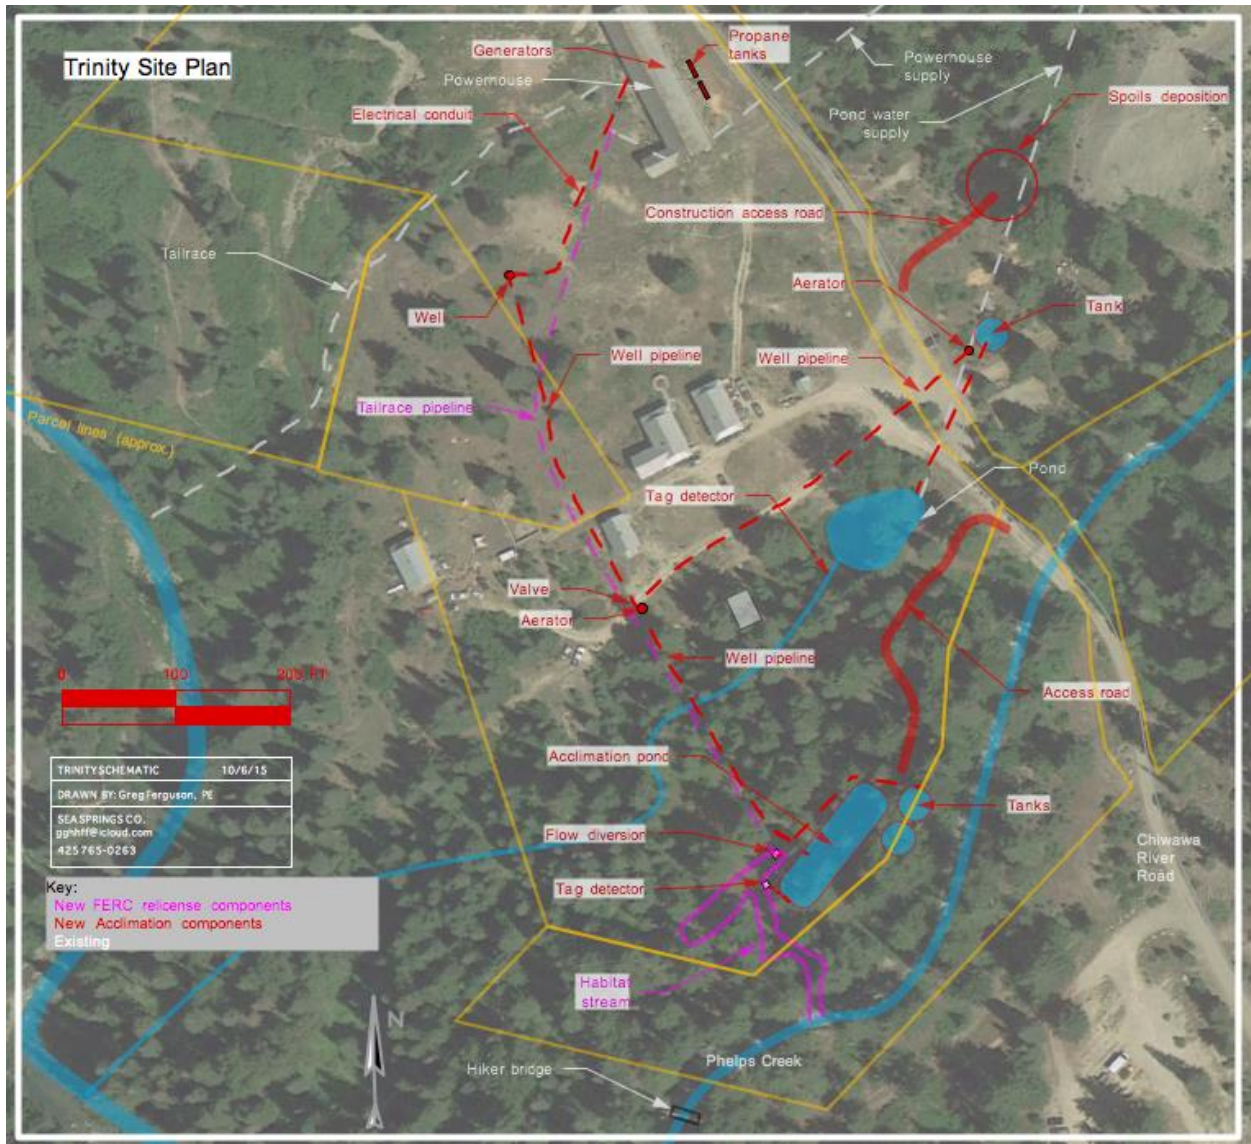 Trinity Site Plan
Generators
Propane
tanks
Powerhouse
Powerhouse
supply
Electrical conduit
Pond water
supply
Spoils deposition
Construction access road
Tailrace
Aerator
Tank
Well
Well pipeline
Well pipeline
Tailrace pipeline
Parcel lines (approx.)
Pond
Tag detector
Valve
Aerator
Well pipeline
Access road
0 100 200 FT
Acclimation pond
TRINITY SCHEMATIC 10/6/15
DRAWN BY: Greg Ferguson, PE
SEA SPRINGS CO.
pghhff@icloud.com
425 765-0263
Tanks
Flow diversion
Chiwawa
River
Road
Tag detector
Key:
New FERC relicense components
New Acclimation components
Existing
Habitat
stream
N
Phelps Creek
Hiker bridge